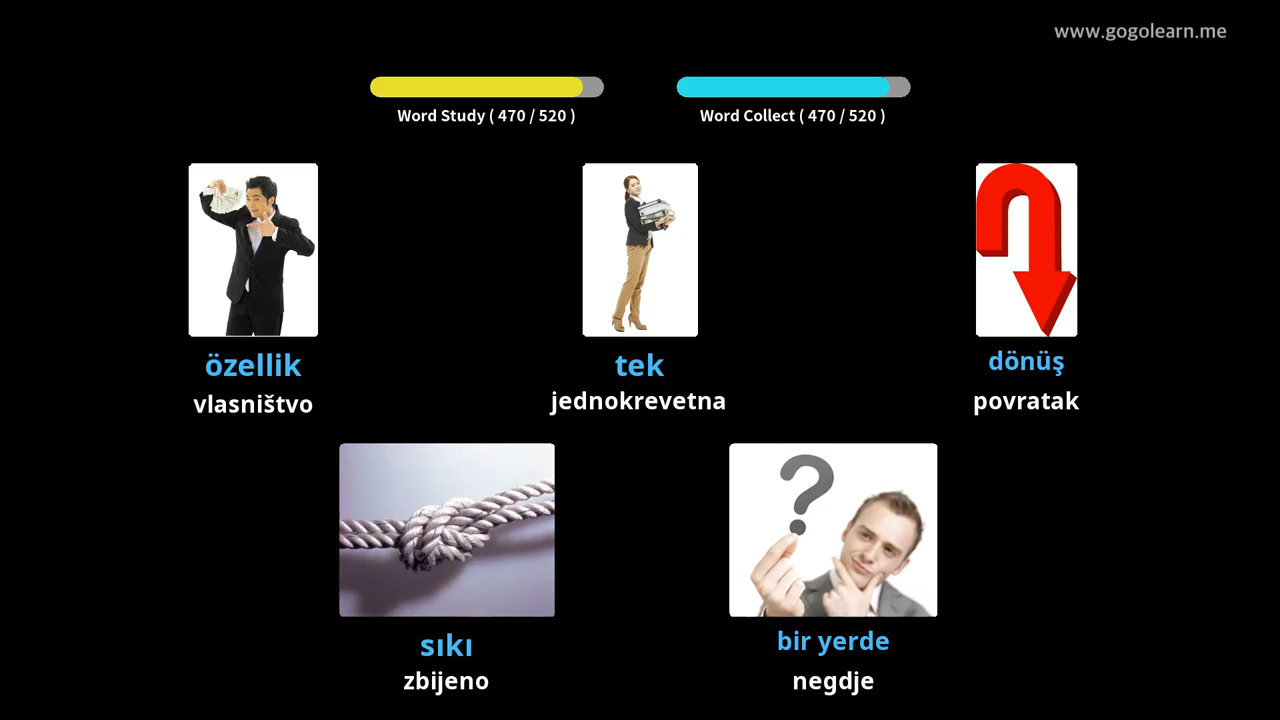 www.gogolearn.me
Word Study ( 470 / 520 )
Word Collect ( 470 / 520 )
özellik
vlasništvo
tek
jednokrevetna
dönüş
povratak
sıkı
zbijeno
bir yerde
negdje